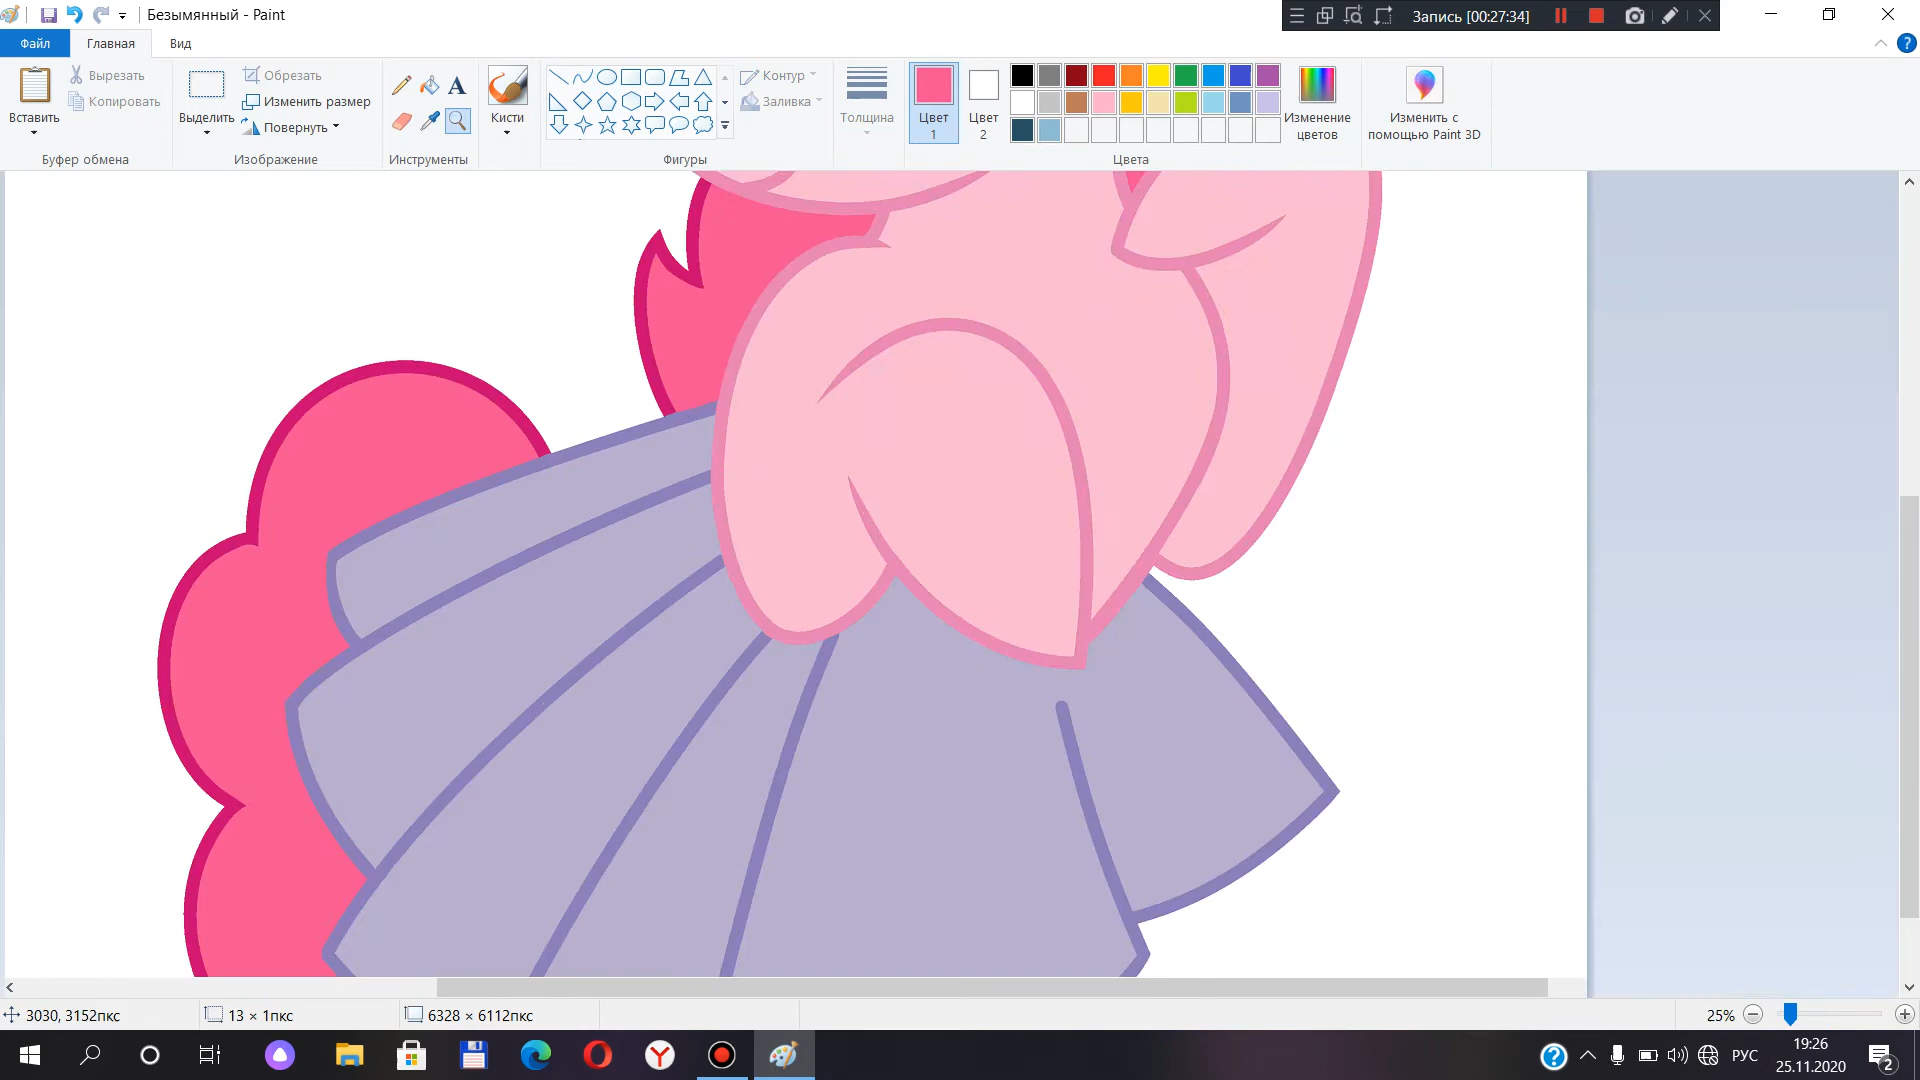 Безымянный - Paint
Запись [00:27:34]
Файл
Главная
Вид
Вставить
Вырезать
Копировать
Буфер обмена
Выделить
Обрезать
Изменить размер
Повернуть
Изображение
A
Инструменты
Кисти
Контур
Заливка
Фигуры
Толщина
Цвет
1
Цвет
2
Изменение
цветов
Цвета
Изменить с
помощью Paint 3D
3030, 3152пкс
13 × 1пкс
6328 × 6112пкс
25%
РУС
19:26
25.11.2020
2